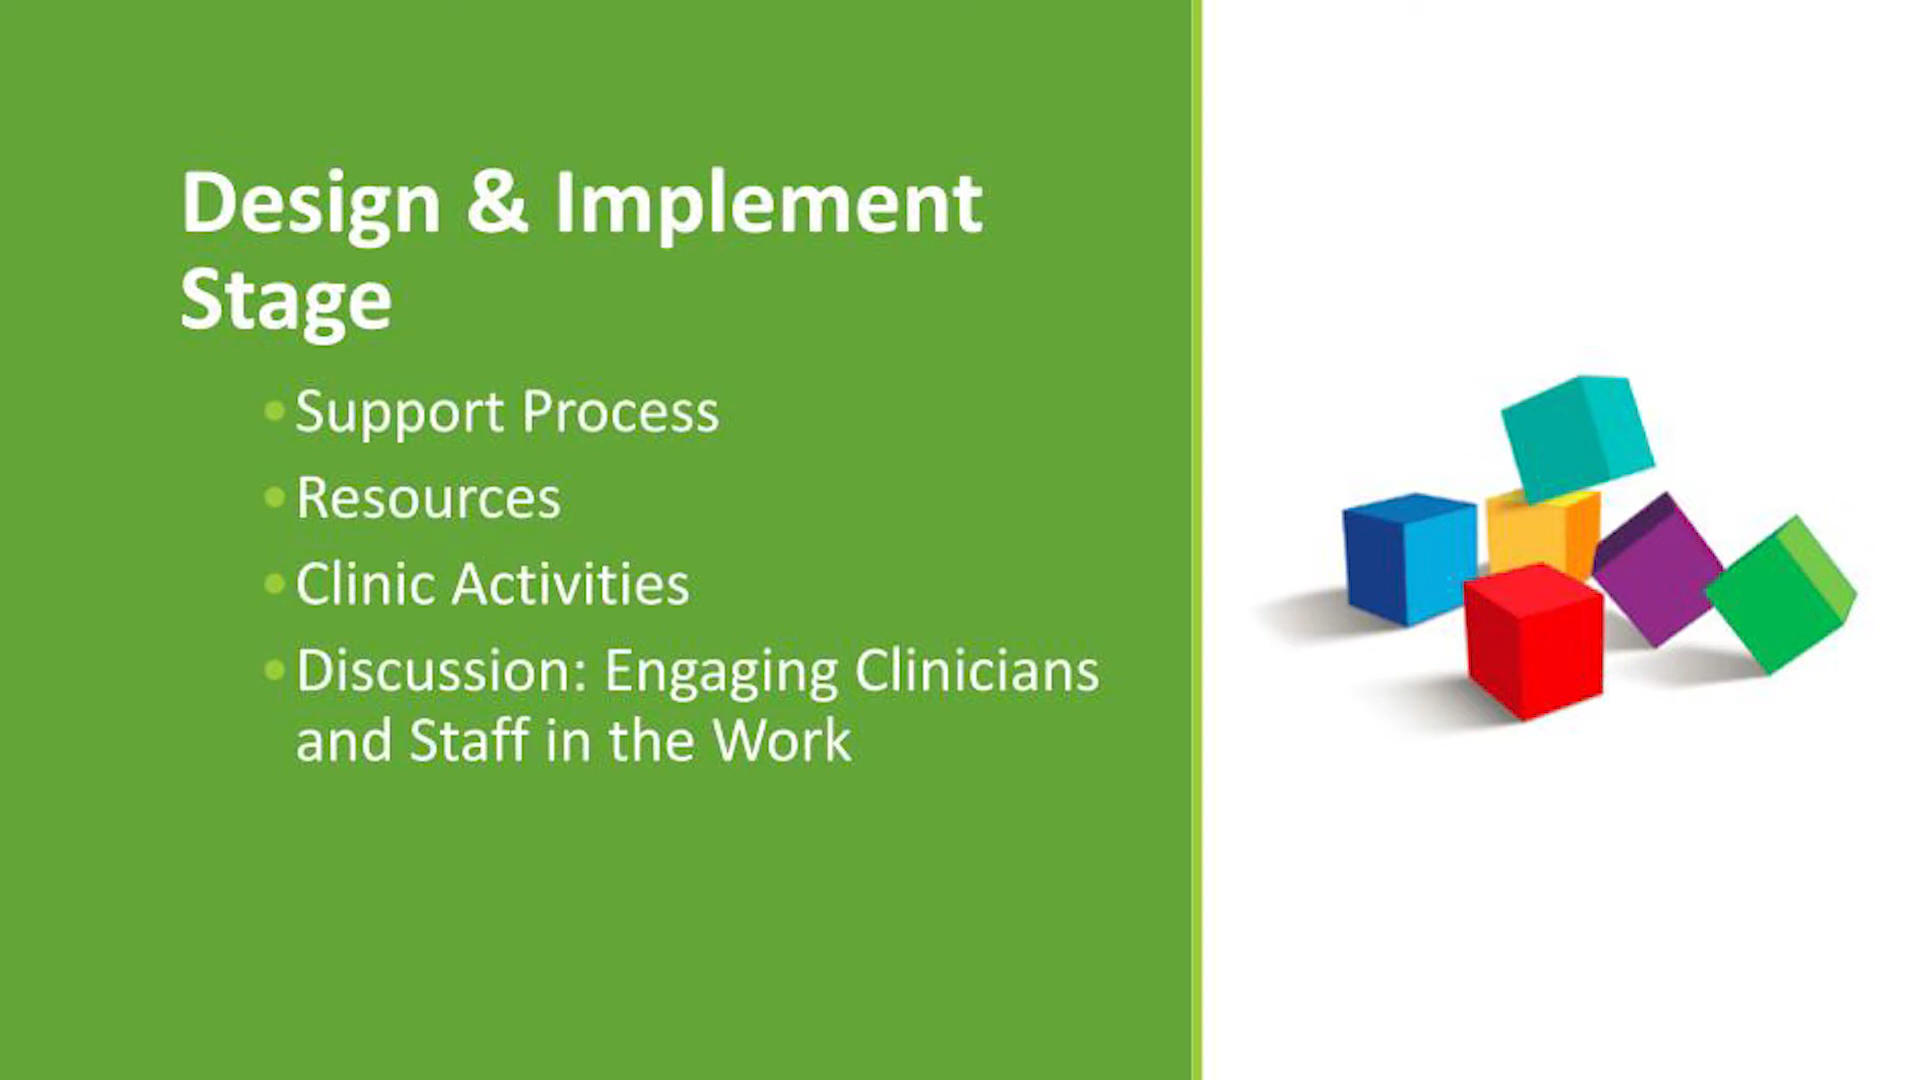 Design & Implement
Stage
• Support Process
• Resources
• Clinic Activities
• Discussion: Engaging Clinicians
and Staff in the Work